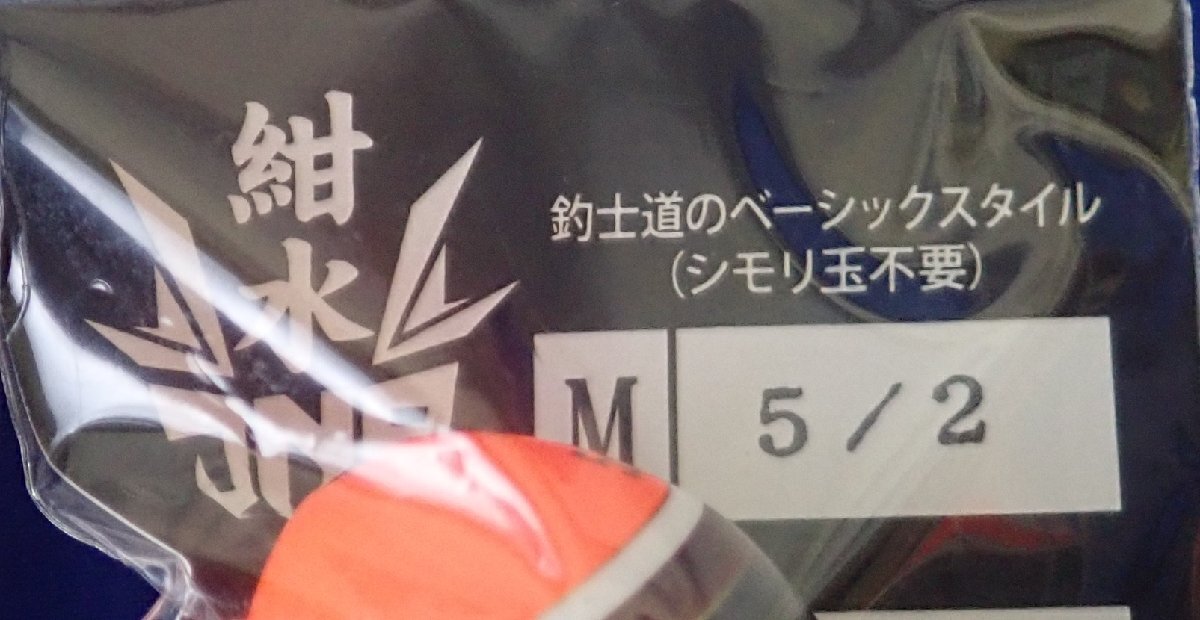 紺水
釣士道のベーシックスタイル
(シモリ玉不要)
M 5/2